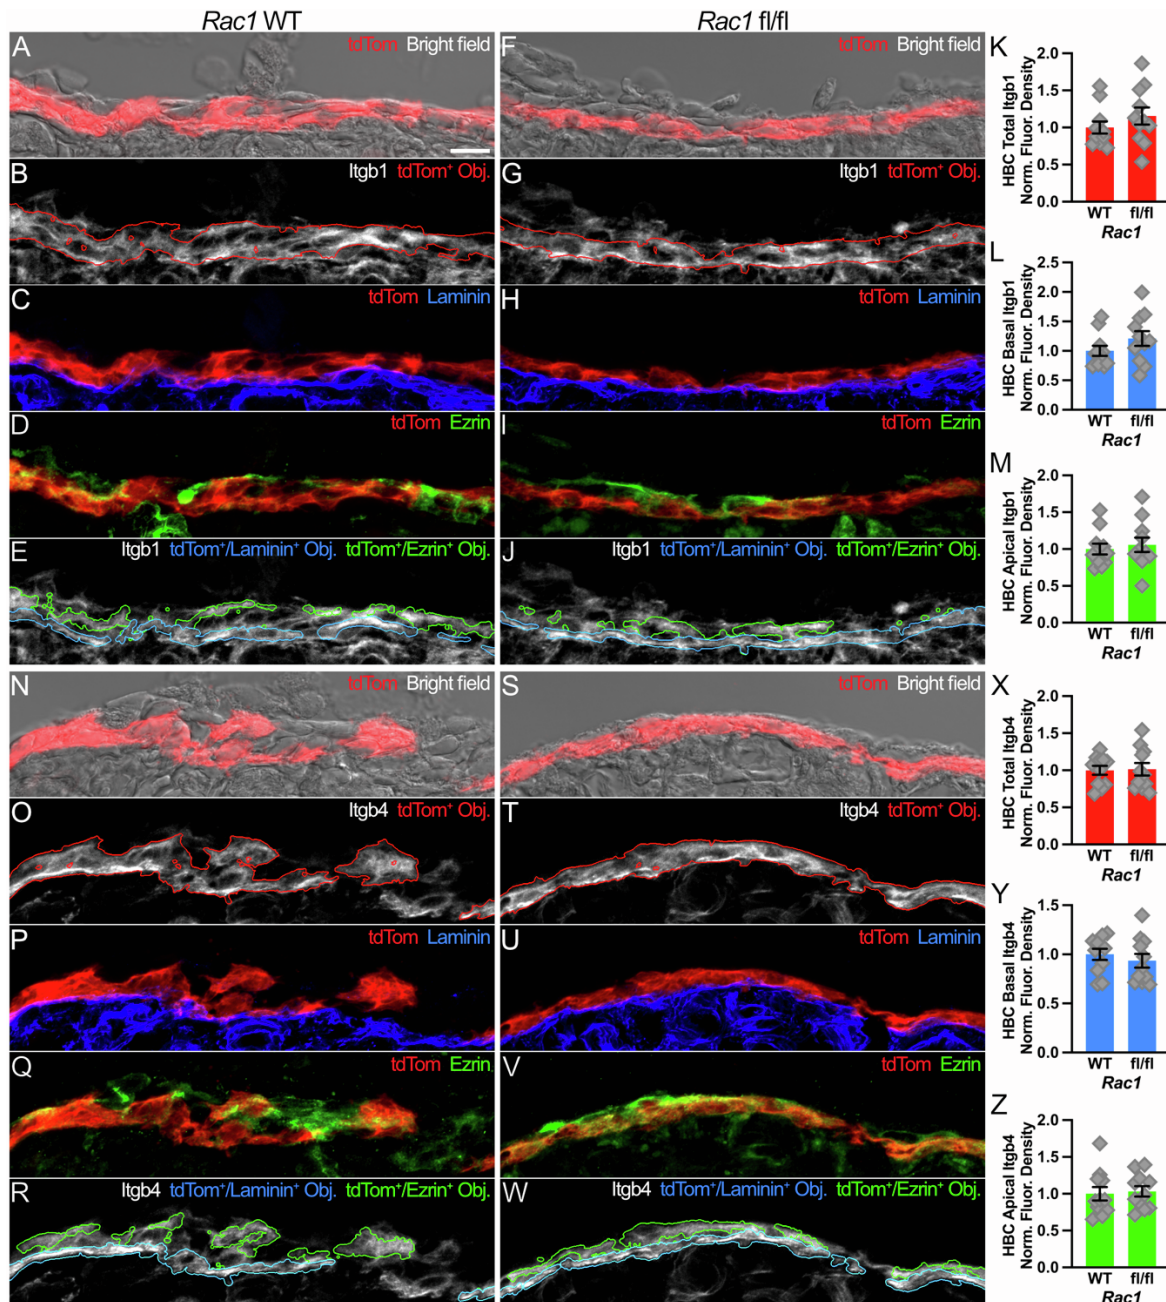 Rac1 WT
Rac1 fl/fl
A
tdTom Bright field
F
tdTom Bright field
B
Itgb1 tdTom⁺ Obj.
G
Itgb1 tdTom⁺ Obj.
C
tdTom Laminin
H
tdTom Laminin
D
tdTom Ezrin
I
tdTom Ezrin
E
Itgb1 tdTom⁺/Laminin⁺ Obj. tdTom⁺/Ezrin⁺ Obj.
J
Itgb1 tdTom⁺/Laminin⁺ Obj. tdTom⁺/Ezrin⁺ Obj.
K
HBC Total Itgb1
Norm. Fluor. Density
2.0
1.5
1.0
0.5
0.0
WT fl/fl
Rac1
L
HBC Basal Itgb1
Norm. Fluor. Density
2.5
2.0
1.5
1.0
0.5
0.0
WT fl/fl
Rac1
M
HBC Apical Itgb1
Norm. Fluor. Density
2.0
1.5
1.0
0.5
0.0
WT fl/fl
Rac1
N
tdTom Bright field
S
tdTom Bright field
O
Itgb4 tdTom⁺ Obj.
T
Itgb4 tdTom⁺ Obj.
P
tdTom Laminin
U
tdTom Laminin
Q
tdTom Ezrin
V
tdTom Ezrin
R
Itgb4 tdTom⁺/Laminin⁺ Obj. tdTom⁺/Ezrin⁺ Obj.
W
Itgb4 tdTom⁺/Laminin⁺ Obj. tdTom⁺/Ezrin⁺ Obj.
X
HBC Total Itgb4
Norm. Fluor. Density
2.0
1.5
1.0
0.5
0.0
WT fl/fl
Rac1
Y
HBC Basal Itgb4
Norm. Fluor. Density
1.5
1.0
0.5
0.0
WT fl/fl
Rac1
Z
HBC Apical Itgb4
Norm. Fluor. Density
2.0
1.5
1.0
0.5
0.0
WT fl/fl
Rac1